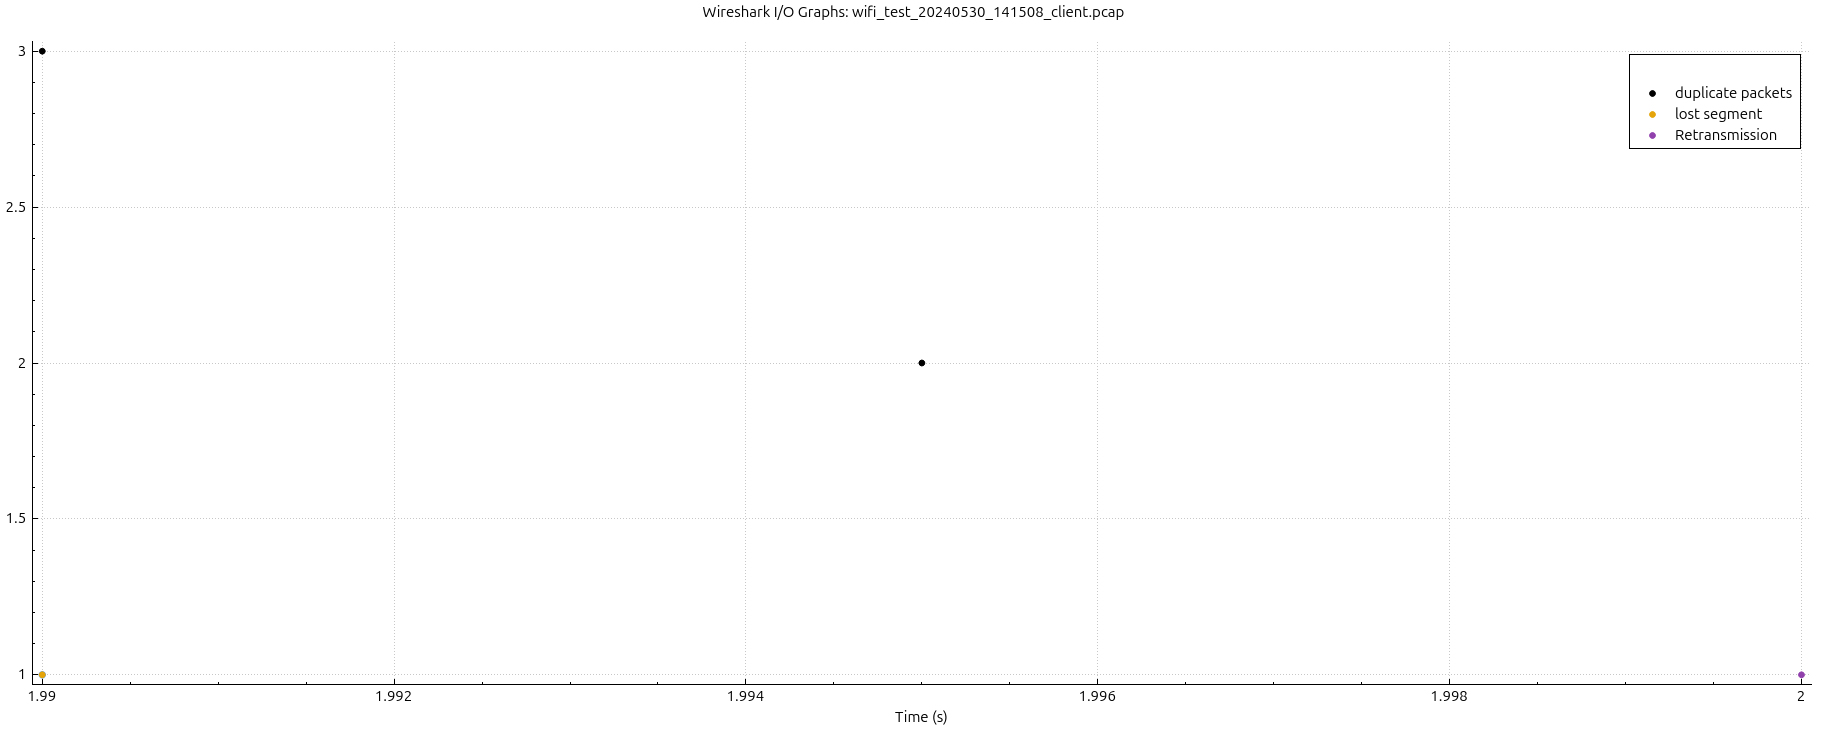 Wireshark I/O Graphs: wifi_test_20240530_141508_client.pcap
3
duplicate packets
lost segment
Retransmission
2.5
2
1.5
1
1.99 1.992 1.994 1.996 1.998 2
Time (s)